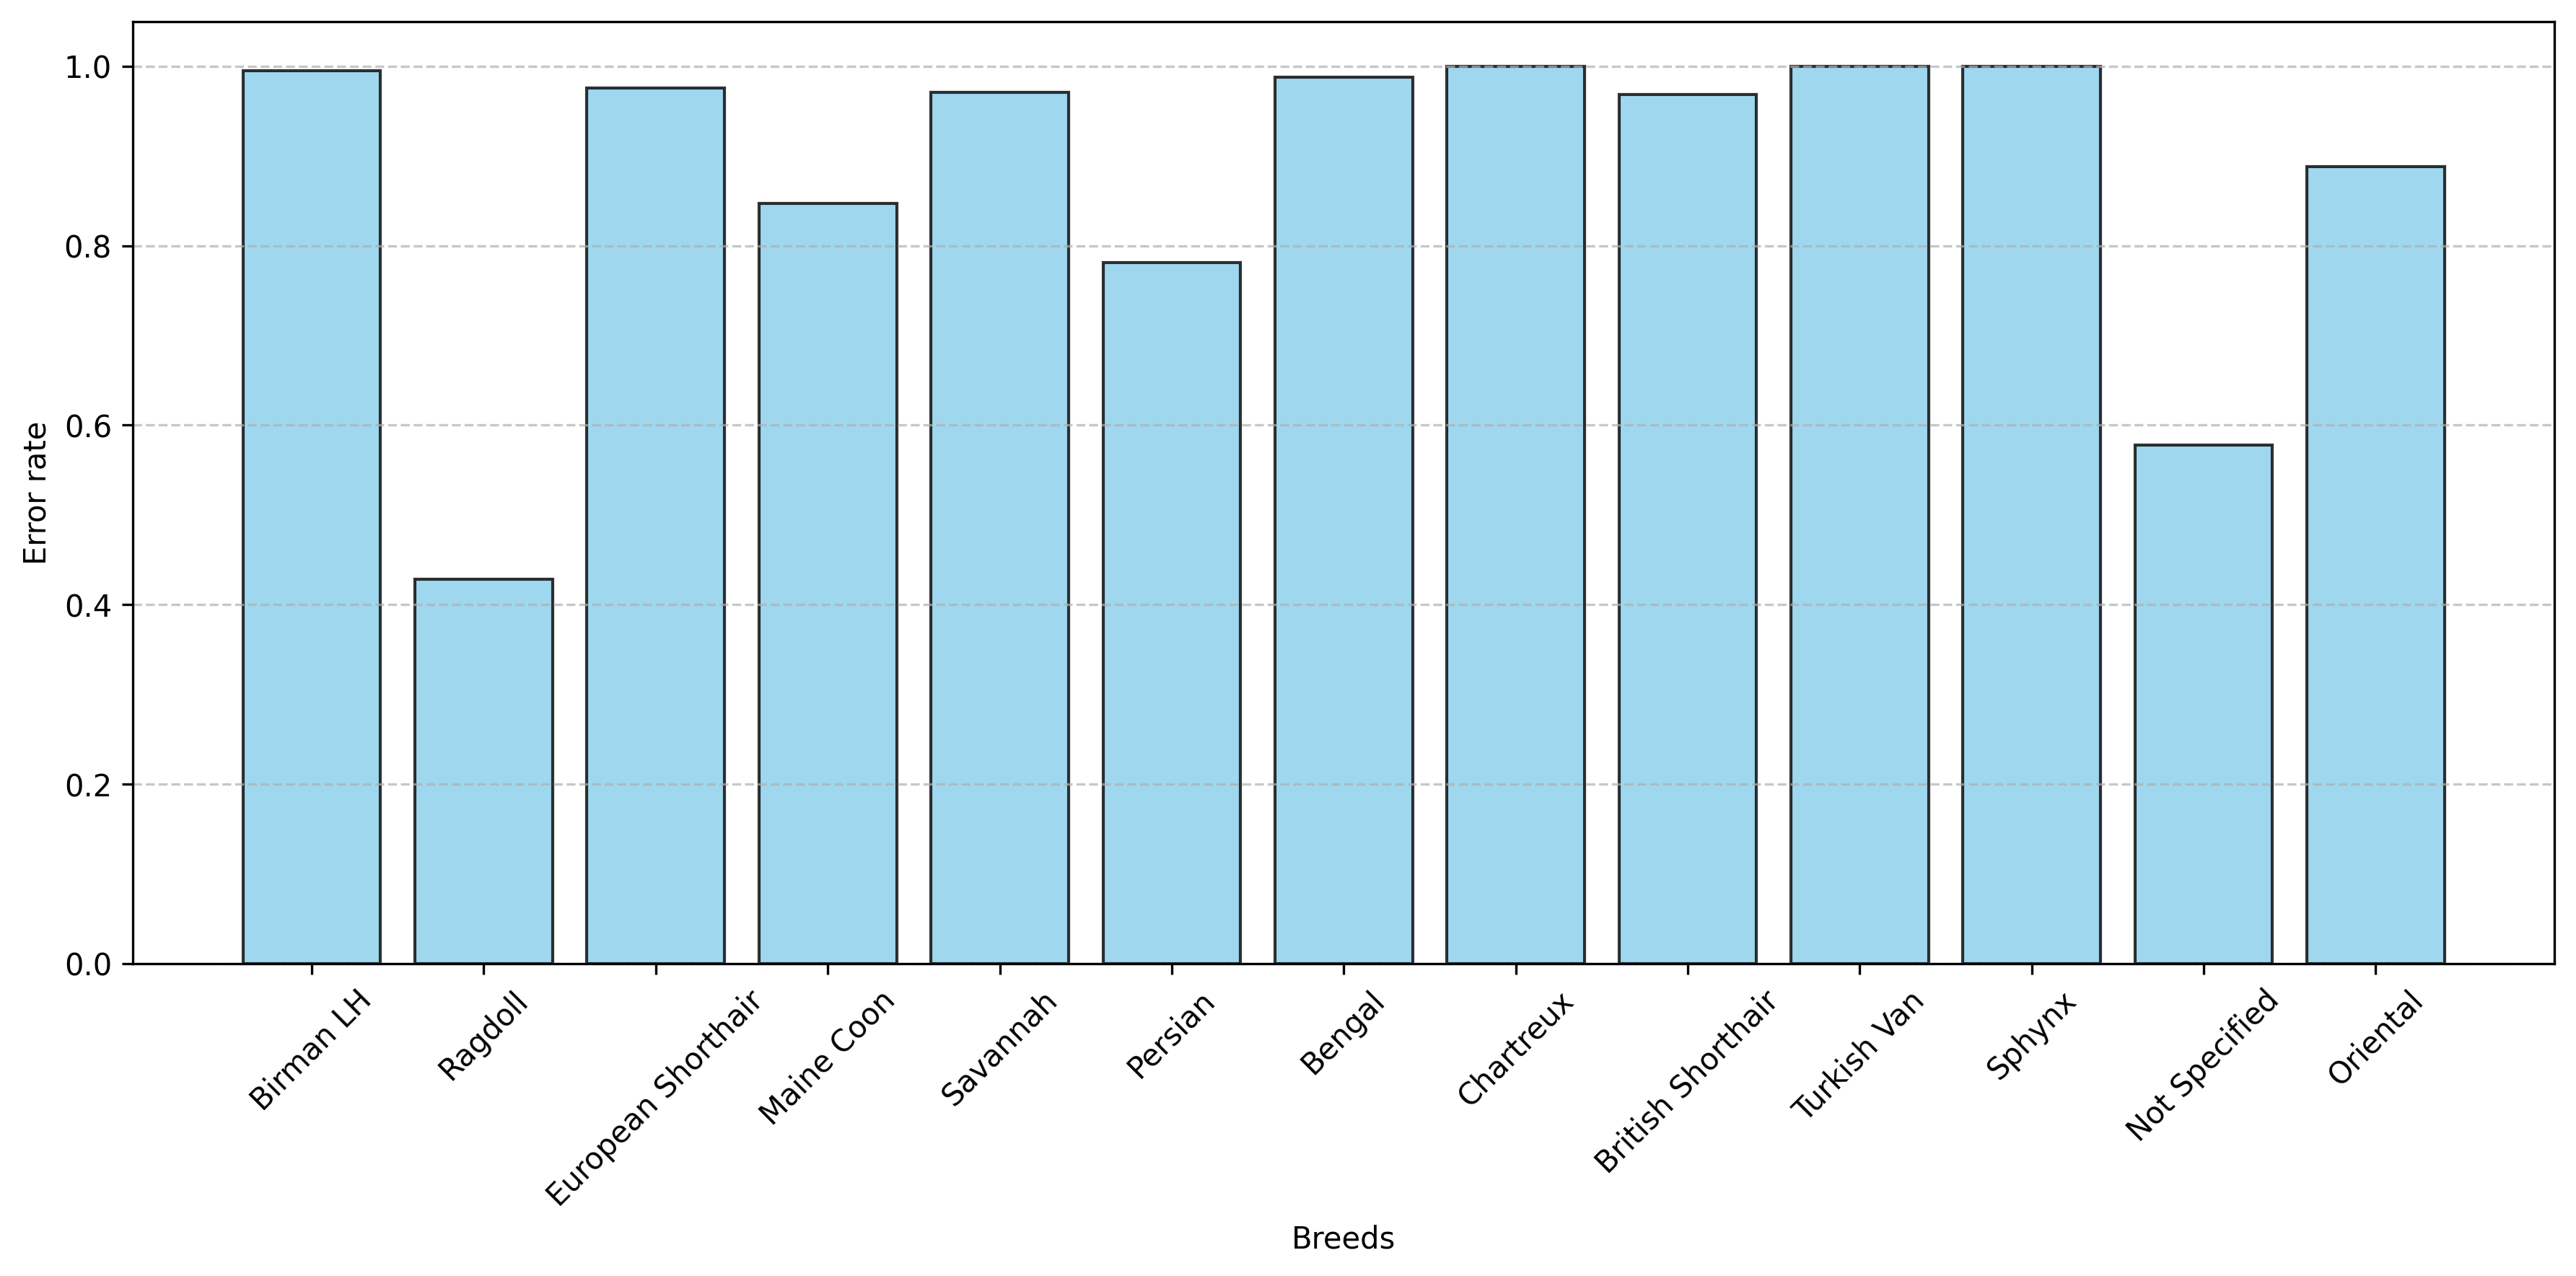 1.0
0.8
0.6
0.4
0.2
0.0
Error rate
Birman LH
Ragdoll
European Shorthair
Maine Coon
Savannah
Persian
Bengal
Chartreux
British Shorthair
Turkish Van
Sphynx
Not Specified
Oriental
Breeds